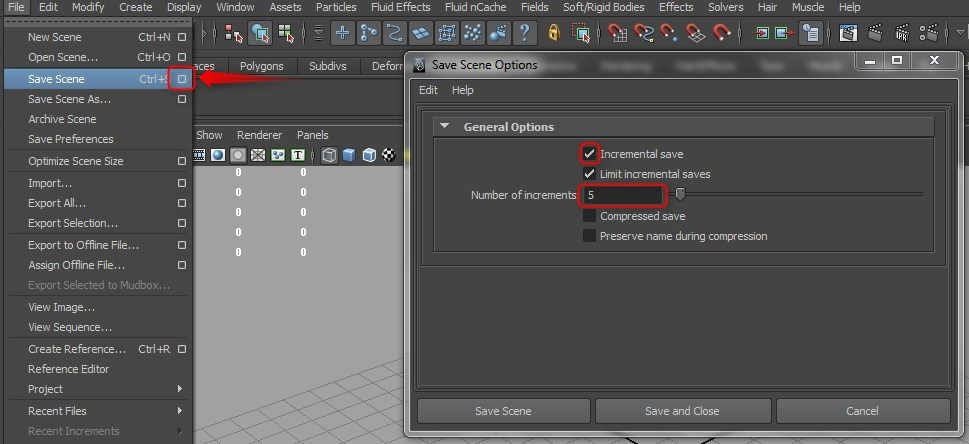 File Edit Modify Create Display Window Assets Animate Geometry Cache Create Deformers Particles Fluid Effects Fluid nCache Fields Soft/Rigid Bodies Effects Solvers Hair Muscle Help
New Scene Ctrl+N
Open Scene... Ctrl+O
Save Scene Ctrl+S
Save Scene As...
Archive Scene
Save Preferences
Optimize Scene Size
Import...
Export All...
Export Selection...
Export to Offline File...
Assign Offline File...
Export Selected to Mudbox...
View Image...
View Sequence...
Create Reference... Ctrl+R
Reference Editor
Project
Recent Files
Recent Increments
Polygons Subdivs
Show Renderer Panels
0 0
0 0
0 0
0 0
0 0
Save Scene Options
Edit Help
General Options
Incremental save
Limit incremental saves
Number of increments 5
Compressed save
Preserve name during compression
Save Scene Save and Close Cancel